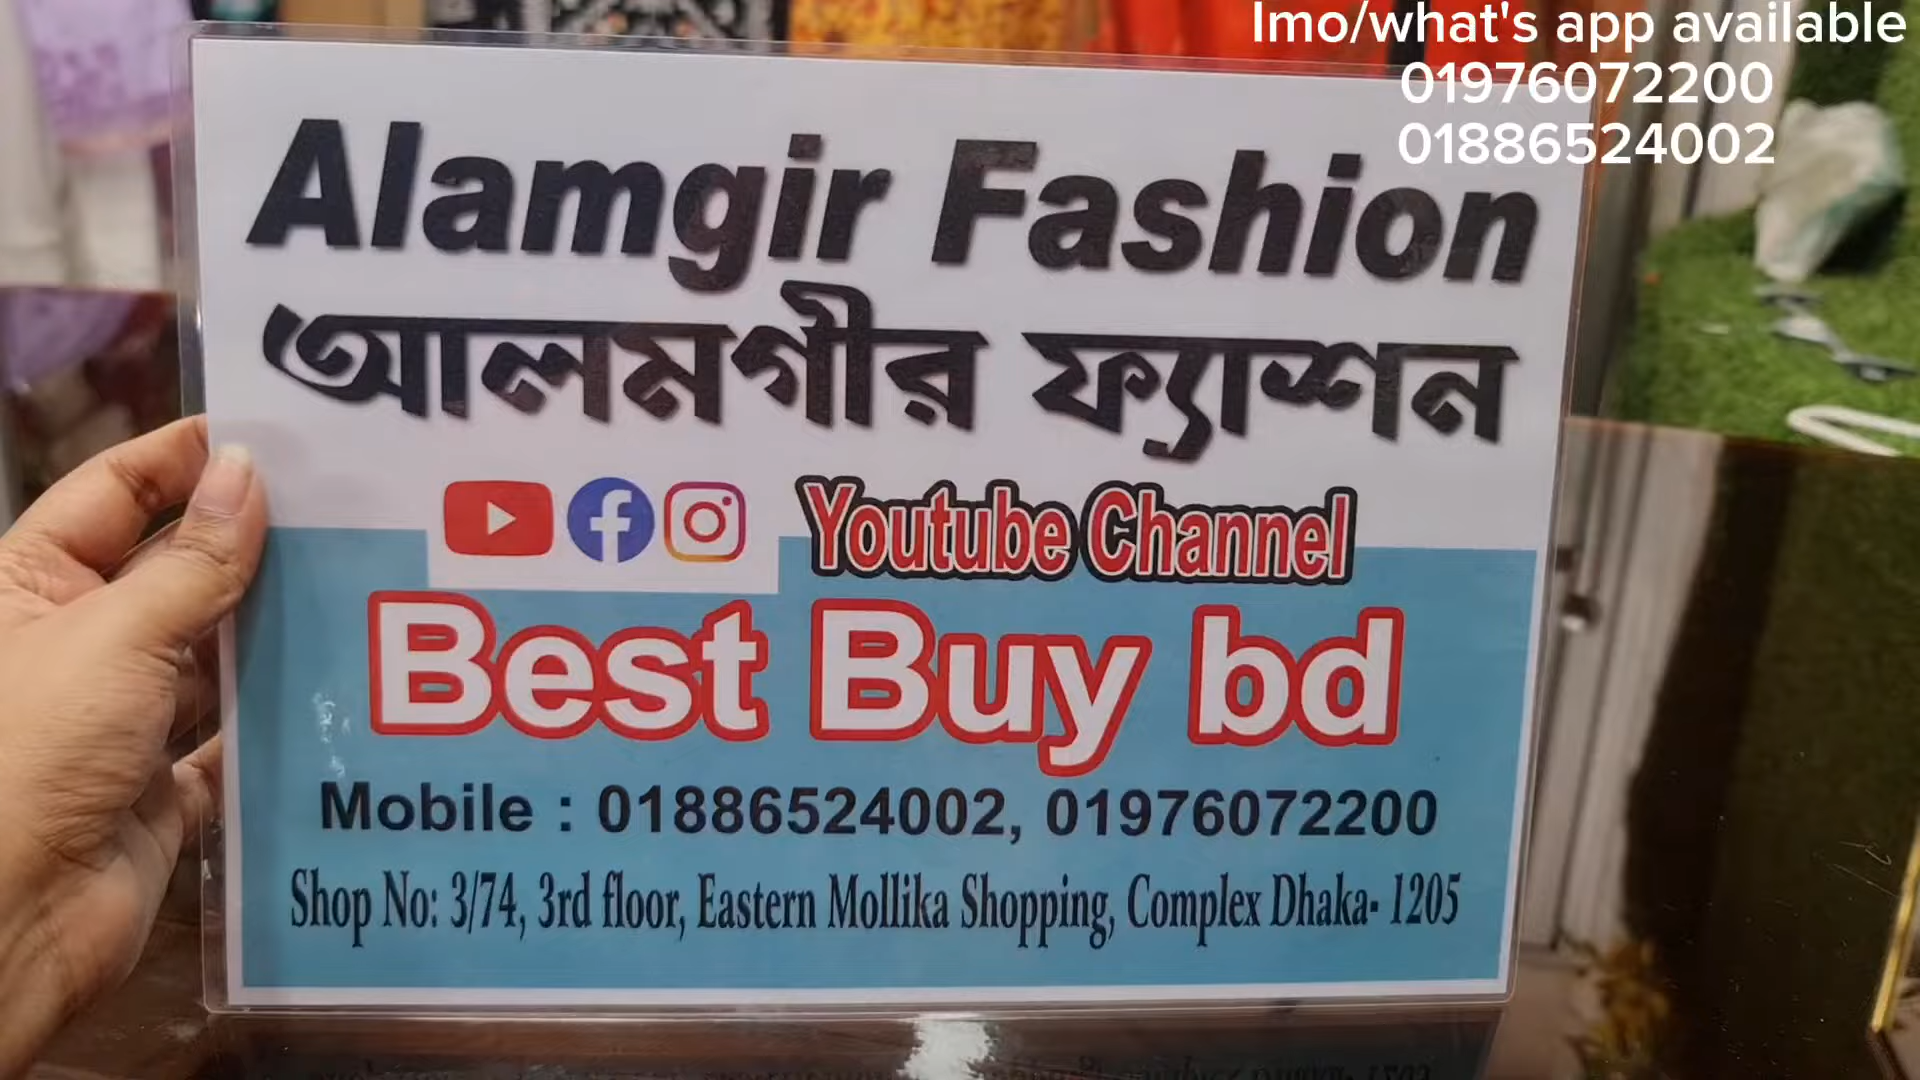 Imo/what's app available
01976072200
01886524002
Alamgir Fashion
আলমগীর ফ্যাশন
Youtube Channel
Best Buy bd
Mobile : 01886524002, 01976072200
Shop No: 3/74, 3rd floor, Eastern Mollika Shopping, Complex Dhaka- 1205